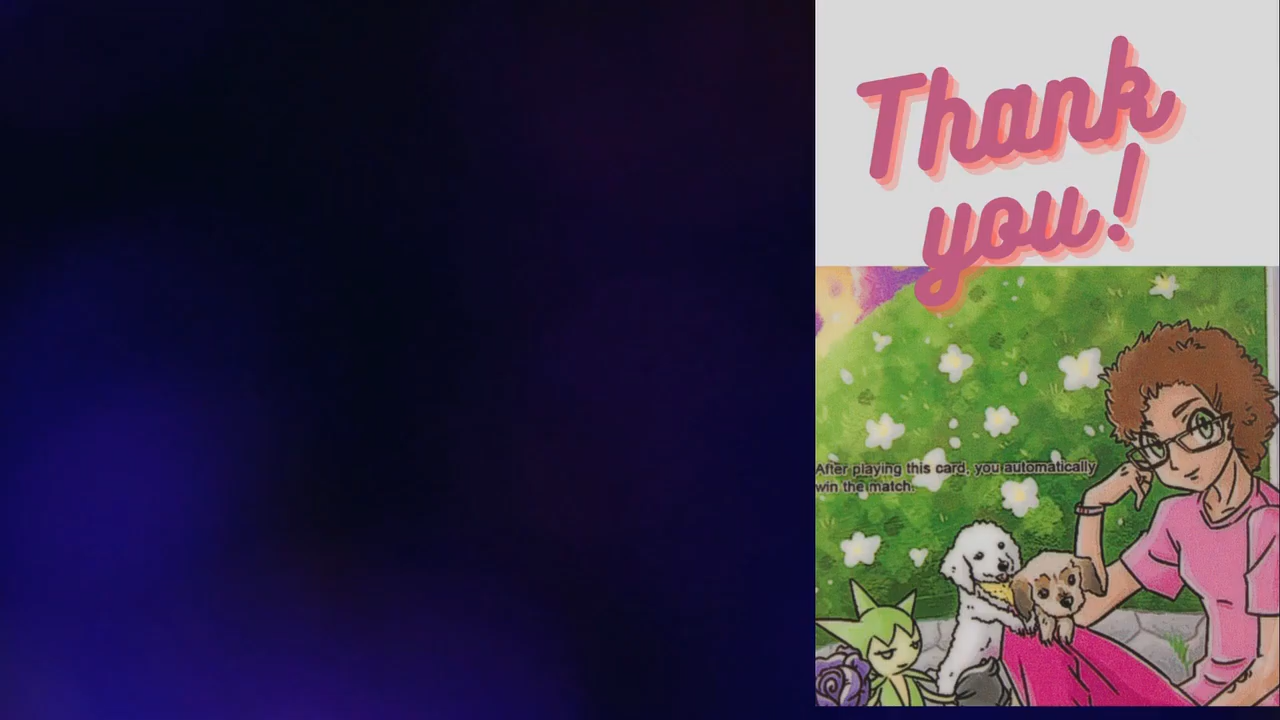 Thank
you!
After playing this card, you automatically
win the match.